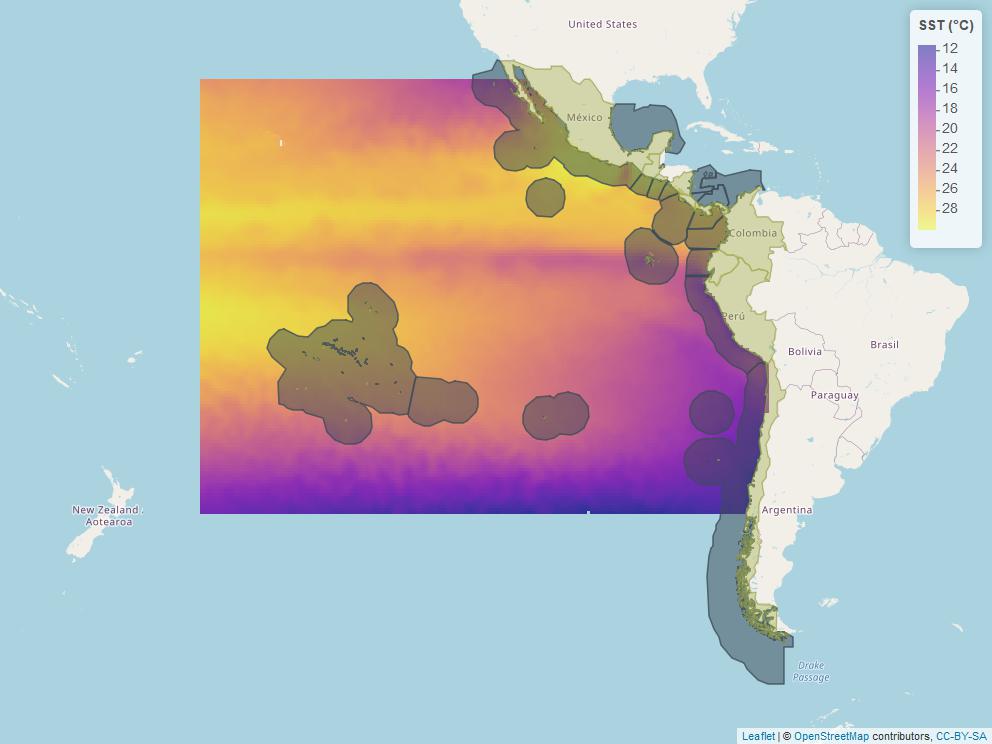 United States
SST (°C)
12
14
16
18
20
22
24
26
28
México
Colombia
Perú
Bolivia
Brasil
Paraguay
New Zealand
Aotearoa
Argentina
Drake
Passage
Leaflet | © OpenStreetMap contributors, CC-BY-SA